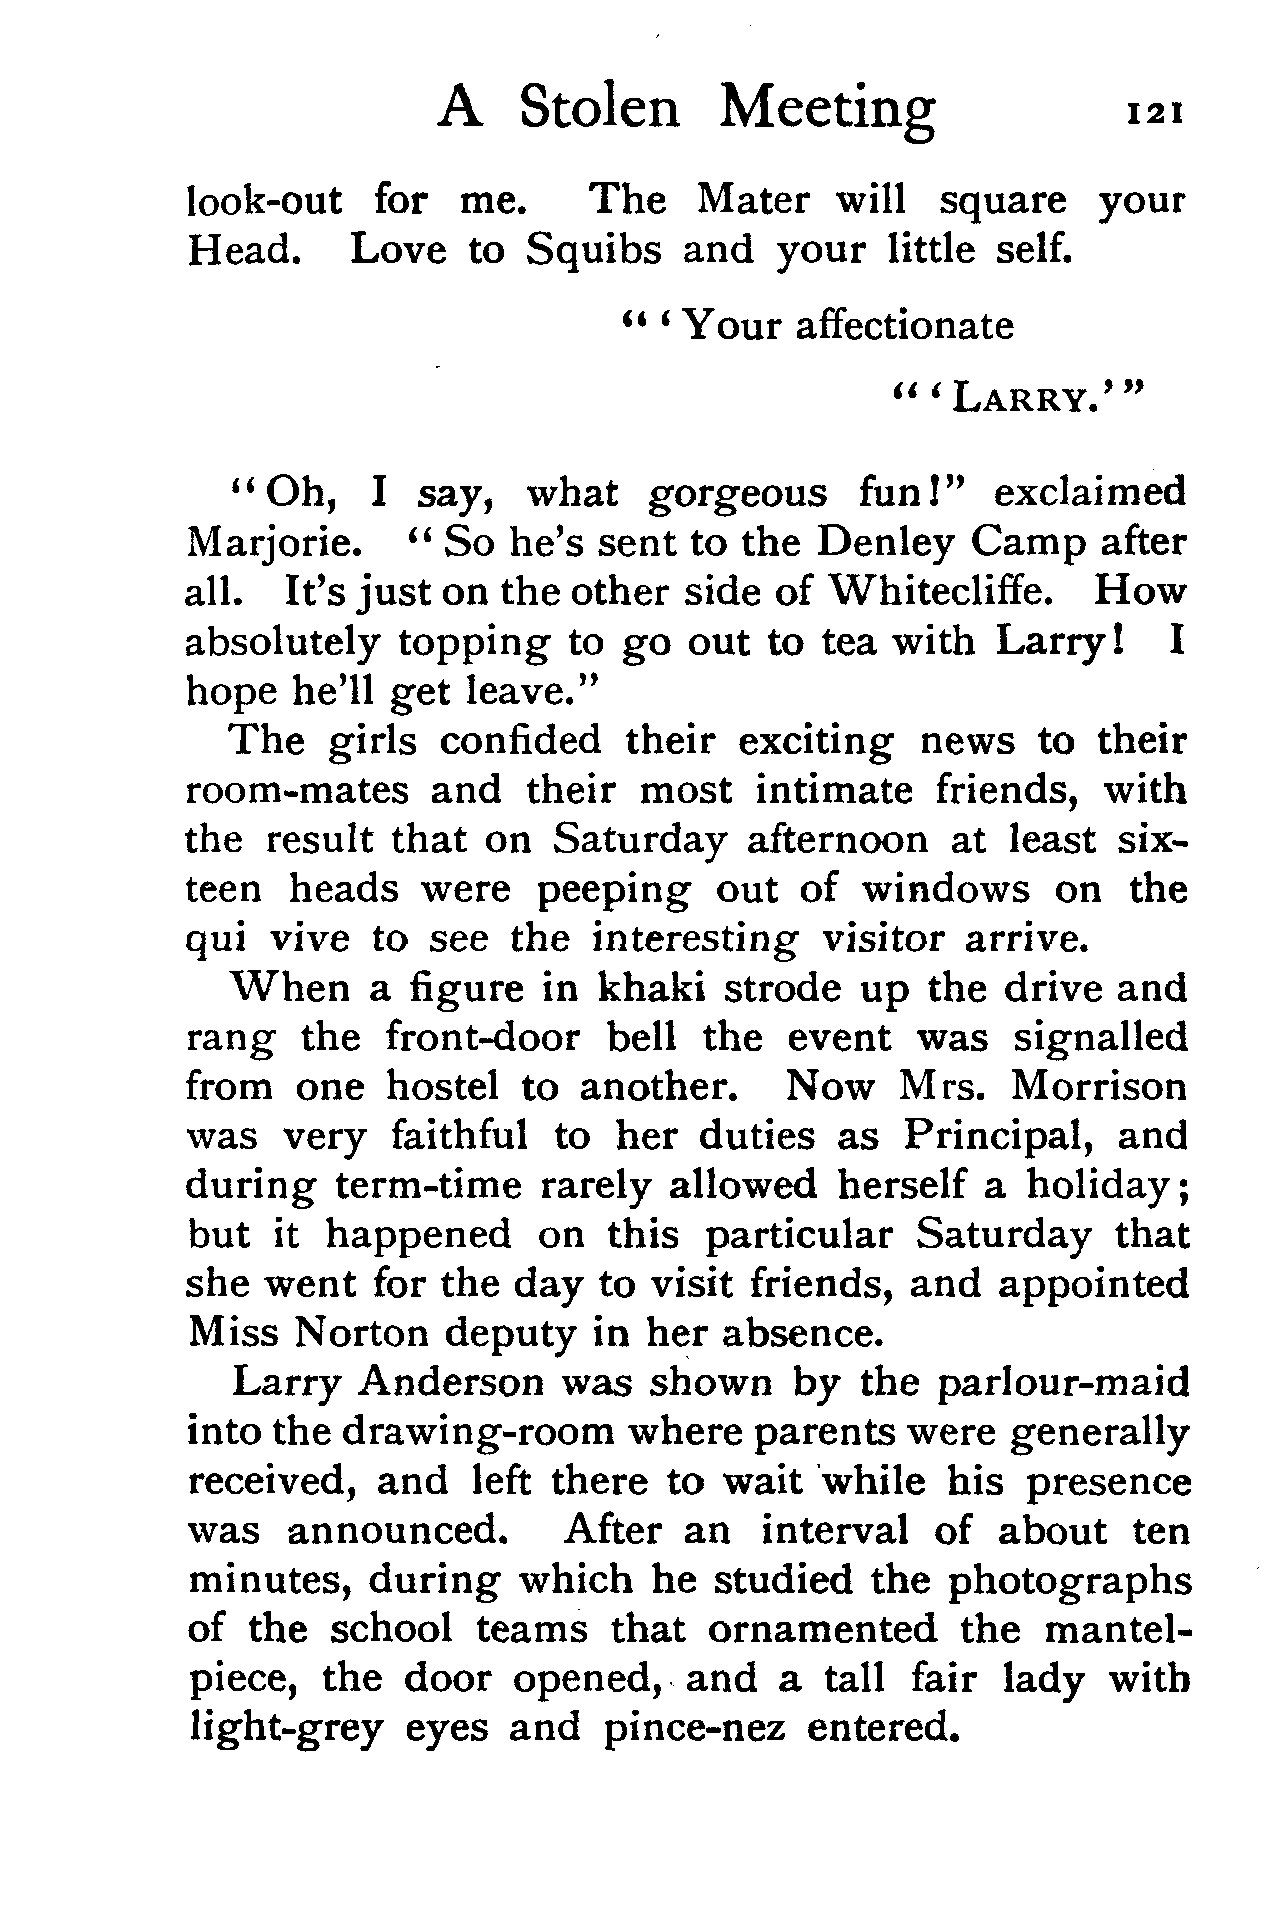 A Stolen Meeting 121
look-out for me. The Mater will square your
Head. Love to Squibs and your little self.
“ ‘ Your affectionate
“ ‘ LARRY.’ ”
“ Oh, I say, what gorgeous fun!” exclaimed
Marjorie. “ So he’s sent to the Denley Camp after
all. It’s just on the other side of Whitecliffe. How
absolutely topping to go out to tea with Larry! I
hope he’ll get leave.”
The girls confided their exciting news to their
room-mates and their most intimate friends, with
the result that on Saturday afternoon at least six-
teen heads were peeping out of windows on the
qui vive to see the interesting visitor arrive.
When a figure in khaki strode up the drive and
rang the front-door bell the event was signalled
from one hostel to another. Now Mrs. Morrison
was very faithful to her duties as Principal, and
during term-time rarely allowed herself a holiday;
but it happened on this particular Saturday that
she went for the day to visit friends, and appointed
Miss Norton deputy in her absence.
Larry Anderson was shown by the parlour-maid
into the drawing-room where parents were generally
received, and left there to wait while his presence
was announced. After an interval of about ten
minutes, during which he studied the photographs
of the school teams that ornamented the mantel-
piece, the door opened, and a tall fair lady with
light-grey eyes and pince-nez entered.